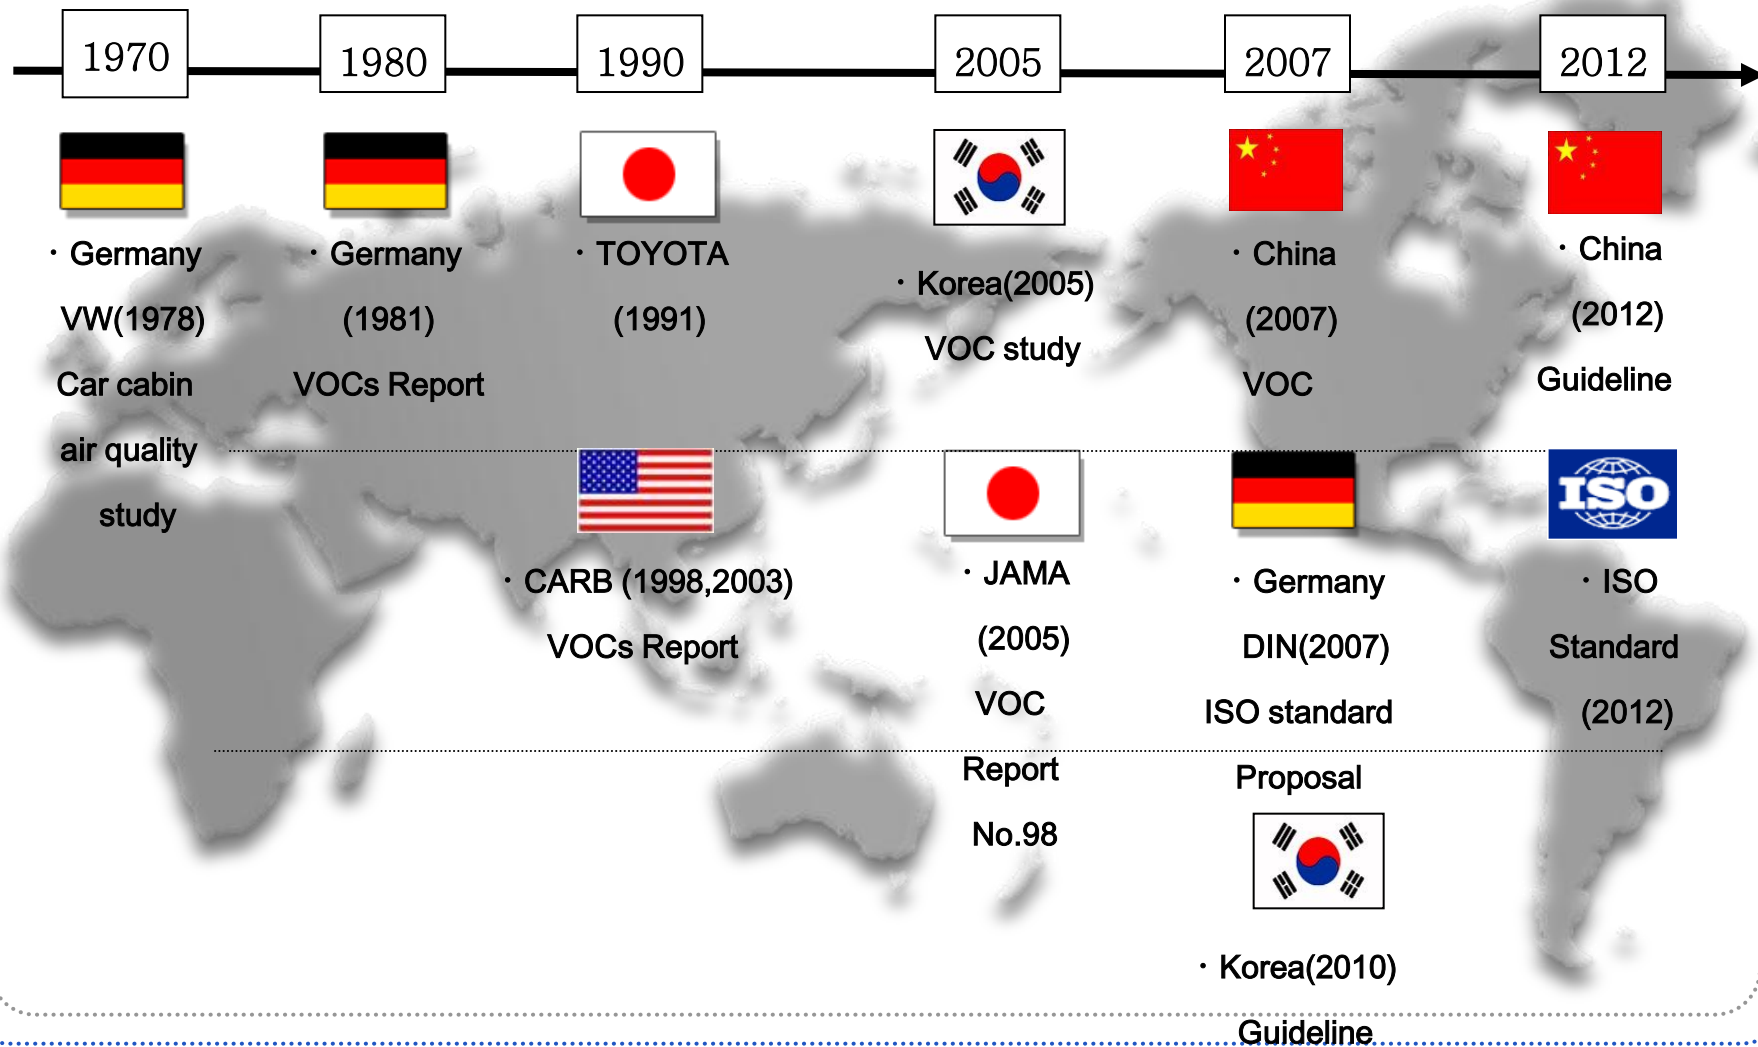 1970
1980
1990
2005
2007
2012
· Germany
VW(1978)
Car cabin
air quality
study
· Germany
(1981)
VOCs Report
· TOYOTA
(1991)
· CARB (1998,2003)
VOCs Report
· Korea(2005)
VOC study
· JAMA
(2005)
VOC
Report
No.98
· China
(2007)
VOC
· Germany
DIN(2007)
ISO standard
Proposal
· Korea(2010)
Guideline
· China
(2012)
Guideline
ISO
· ISO
Standard
(2012)